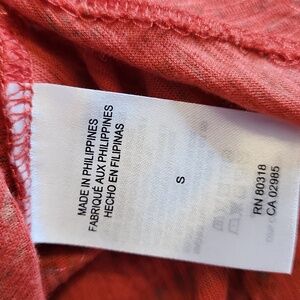 MADE IN PHILIPPINES
FABRIQUÉ AUX PHILIPPINES
HECHO EN FILIPINAS
S
RN 80318
CA 02985